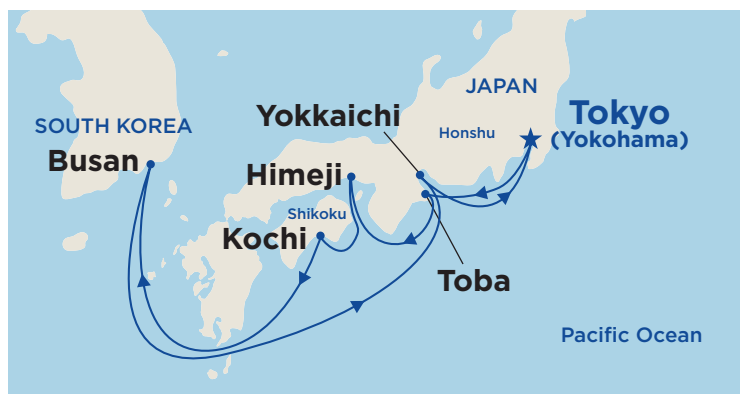 JAPAN
Tokyo
(Yokohama)
Yokkaichi
Honshu
SOUTH KOREA
Busan
Himeji
Shikoku
Kochi
Toba
Pacific Ocean